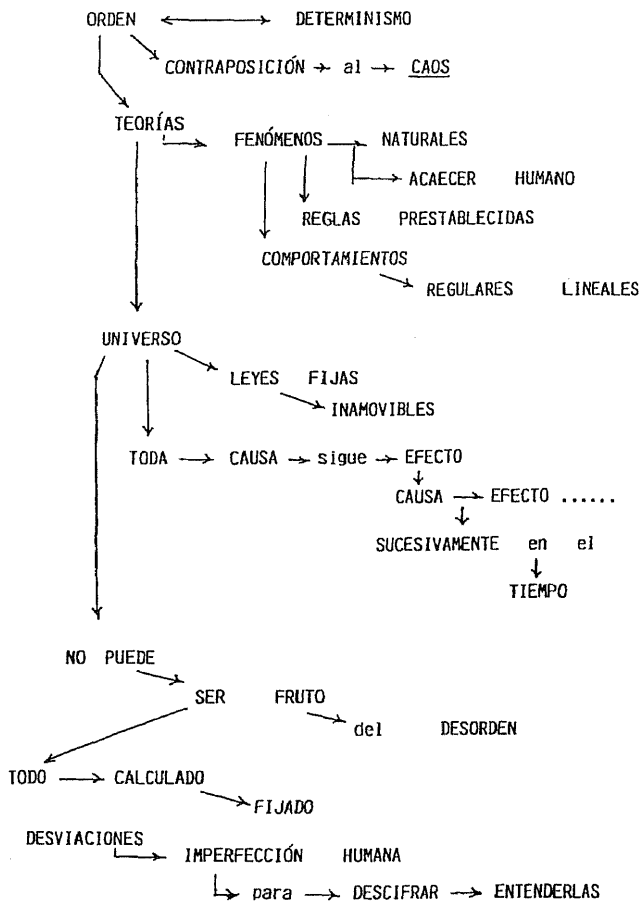 ORDEN DETERMINISMO
CONTRAPOSICIÓN al CAOS
TEORÍAS
FENÓMENOS NATURALES
ACAECER HUMANO
REGLAS PRESTABLECIDAS
COMPORTAMIENTOS
REGULARES LINEALES
UNIVERSO
LEYES FIJAS
INAMOVIBLES
TODA CAUSA sigue EFECTO
CAUSA EFECTO ......
SUCESIVAMENTE en el
TIEMPO
NO PUEDE
SER FRUTO
del DESORDEN
TODO CALCULADO
FIJADO
DESVIACIONES
IMPERFECCIÓN HUMANA
para DESCIFRAR ENTENDERLAS